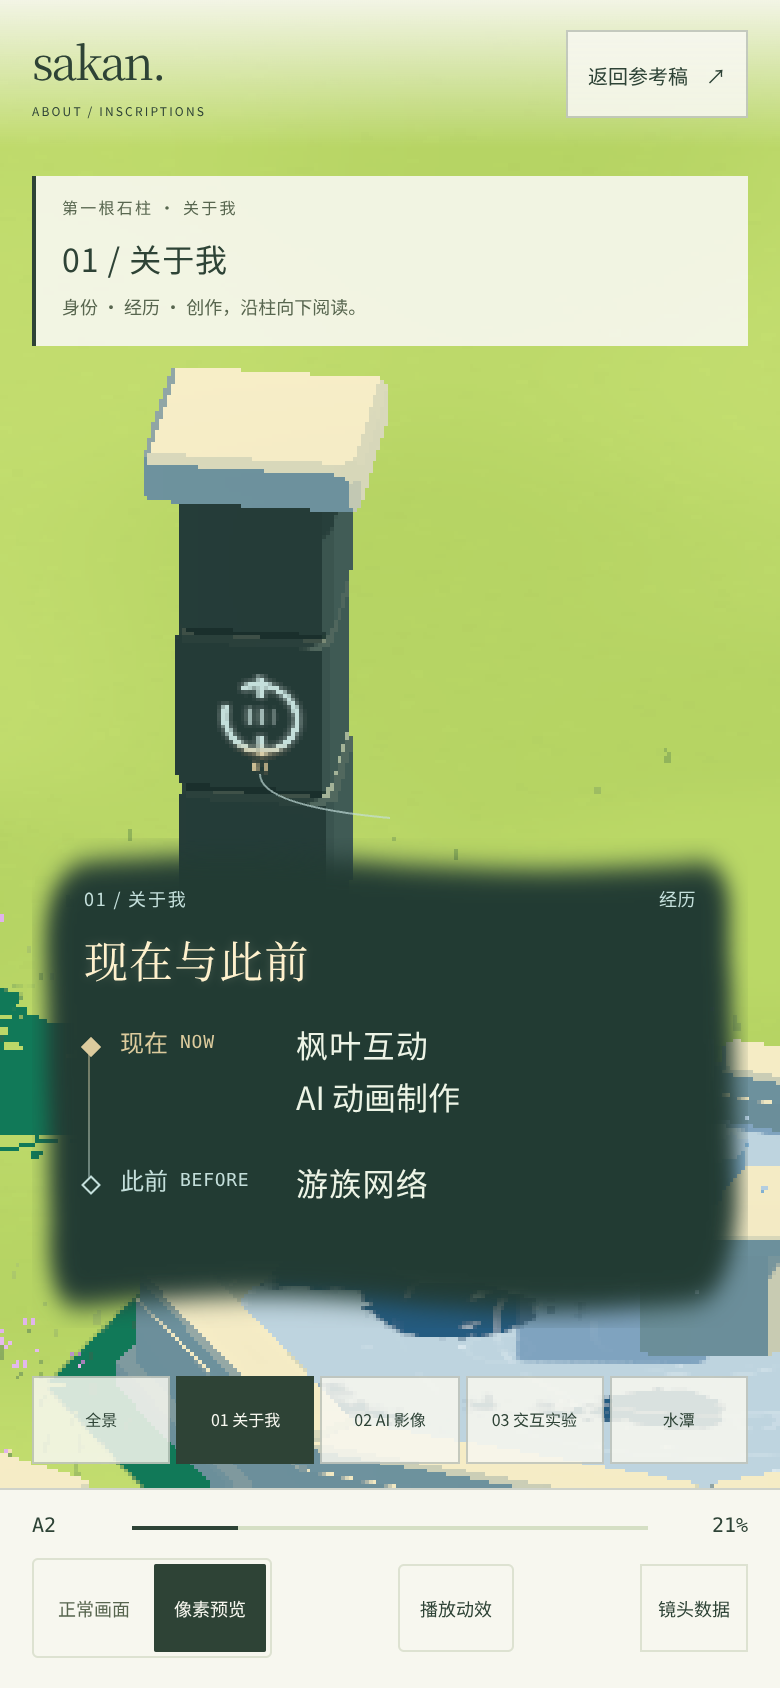 sakan.
ABOUT / INSCRIPTIONS
返回参考稿 ↗
第一根石柱 · 关于我
01 / 关于我
身份 · 经历 · 创作，沿柱向下阅读。
01 / 关于我
经历
现在与此前
现在 NOW
枫叶互动
AI 动画制作
此前 BEFORE
游族网络
全景
01 关于我
02 AI 影像
03 交互实验
水潭
A2
21%
正常画面
像素预览
播放动效
镜头数据